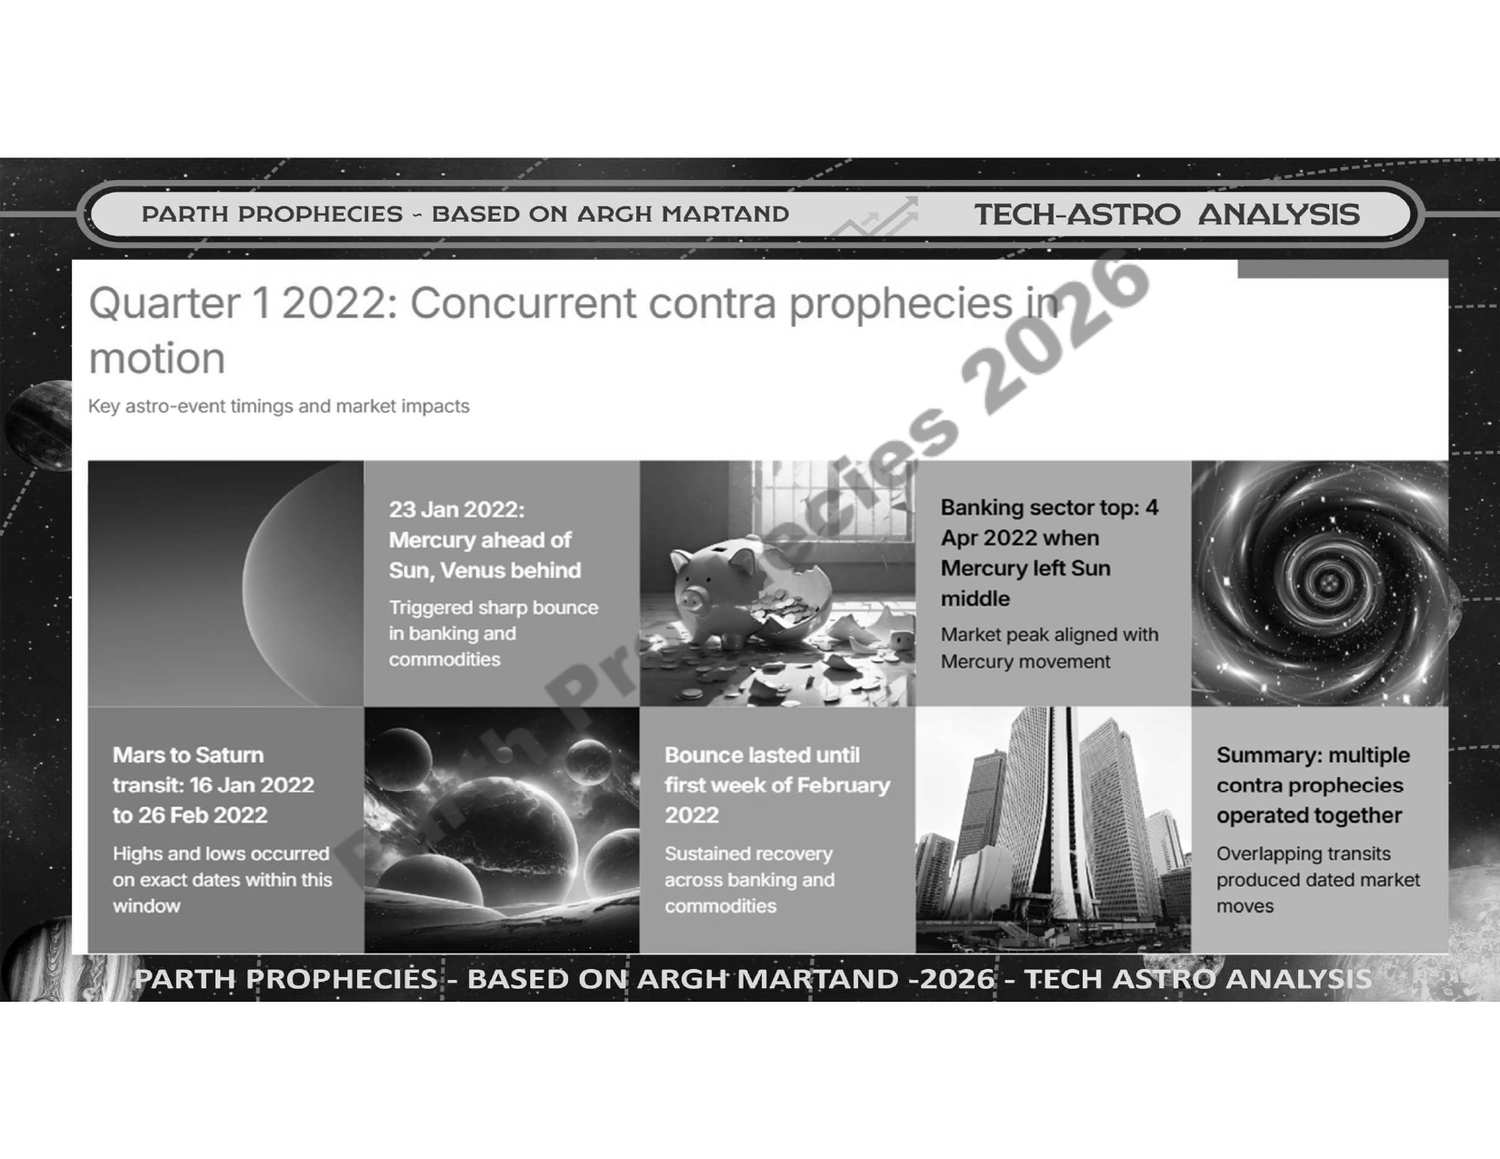 PARTH PROPHECIES ~ BASED ON ARGH MARTAND
TECH-ASTRO ANALYSIS
Quarter 1 2022: Concurrent contra prophecies in
motion
Key astro-event timings and market impacts
23 Jan 2022:
Mercury ahead of
Sun, Venus behind
Triggered sharp bounce
in banking and
commodities
Banking sector top: 4
Apr 2022 when
Mercury left Sun
middle
Market peak aligned with
Mercury movement
Mars to Saturn
transit: 16 Jan 2022
to 26 Feb 2022
Highs and lows occurred
on exact dates within this
window
Bounce lasted until
first week of February
2022
Sustained recovery
across banking and
commodities
Summary: multiple
contra prophecies
operated together
Overlapping transits
produced dated market
moves
Parth Prophecies 2026
PARTH PROPHECIES - BASED ON ARGH MARTAND -2026 - TECH ASTRO ANALYSIS